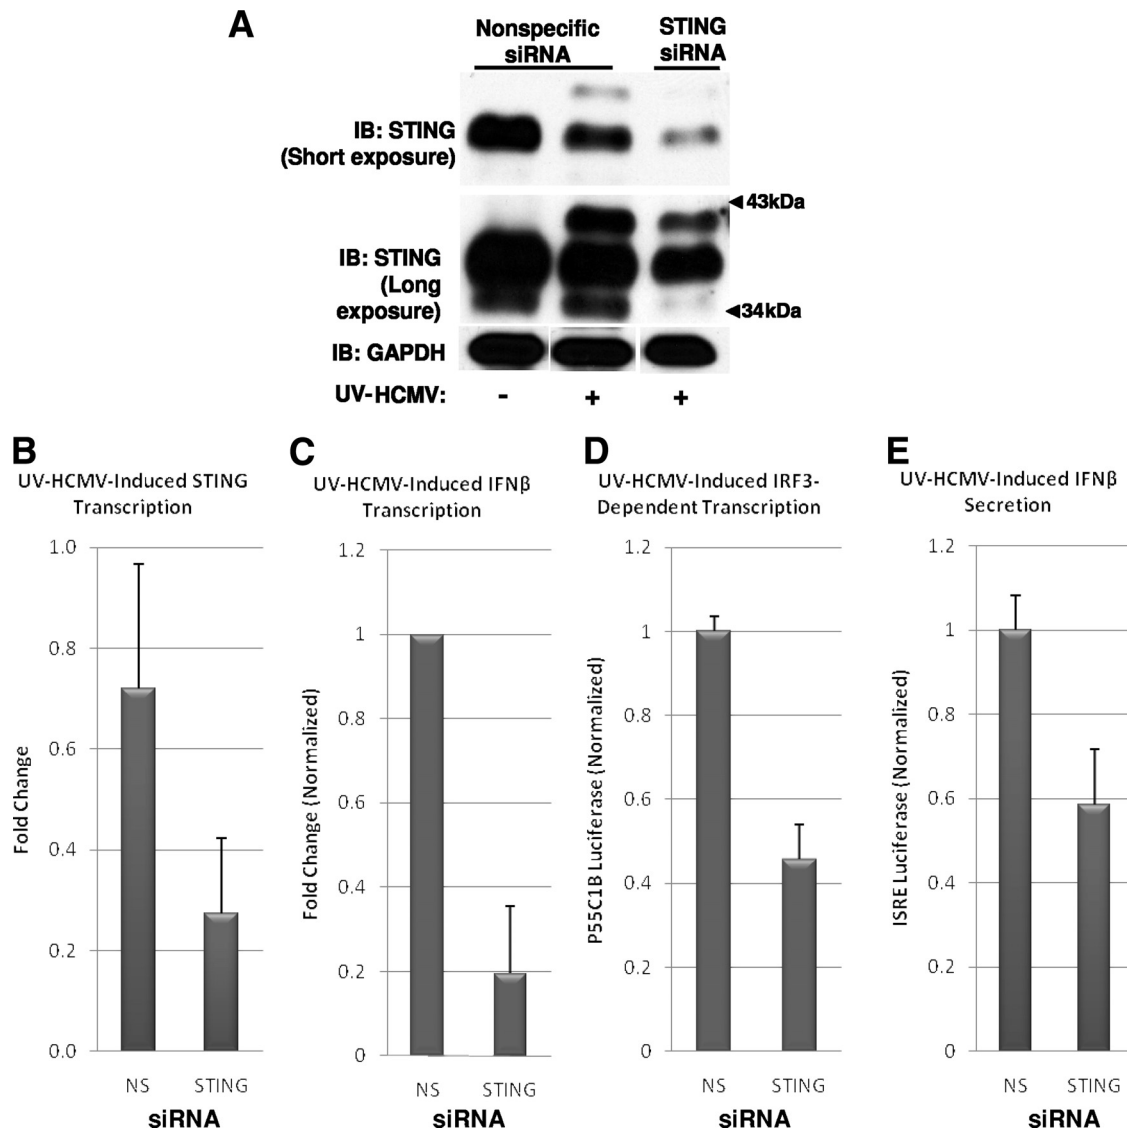 A
Nonspecific
siRNA
STING
siRNA
IB: STING
(Short exposure)
◄43kDa
IB: STING
(Long
exposure)
◄34kDa
IB: GAPDH
UV-HCMV: - + +
B
UV-HCMV-Induced STING
Transcription
Fold Change
1.0
0.8
0.6
0.4
0.2
0.0
NS STING
siRNA
C
UV-HCMV-Induced IFNβ
Transcription
Fold Change (Normalized)
1.2
1
0.8
0.6
0.4
0.2
0
NS STING
siRNA
D
UV-HCMV-Induced IRF3-
Dependent Transcription
P55C1B Luciferase (Normalized)
1.2
1
0.8
0.6
0.4
0.2
0
NS STING
siRNA
E
UV-HCMV-Induced IFNβ
Secretion
ISRE Luciferase (Normalized)
1.2
1
0.8
0.6
0.4
0.2
0
NS STING
siRNA